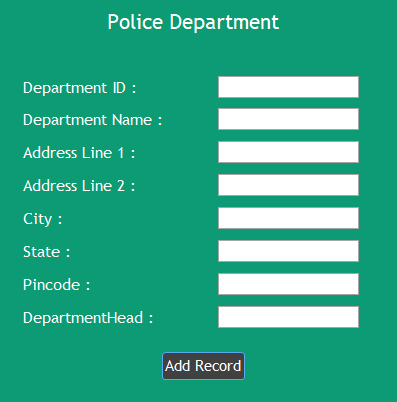 Police Department
Department ID :
Department Name :
Address Line 1 :
Address Line 2 :
City :
State :
Pincode :
DepartmentHead :
Add Record